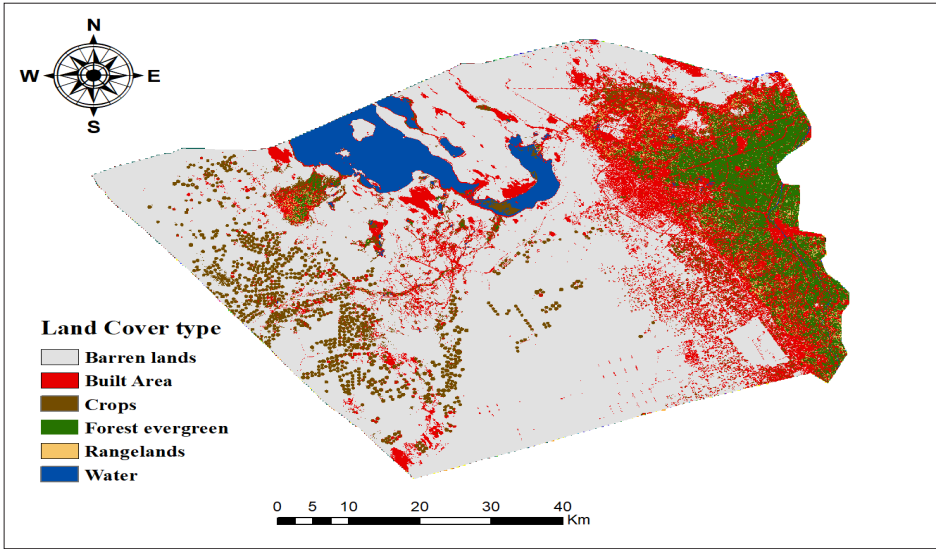 N
W E
S
Land Cover type
Barren lands
Built Area
Crops
Forest evergreen
Rangelands
Water
0 5 10 20 30 40
Km